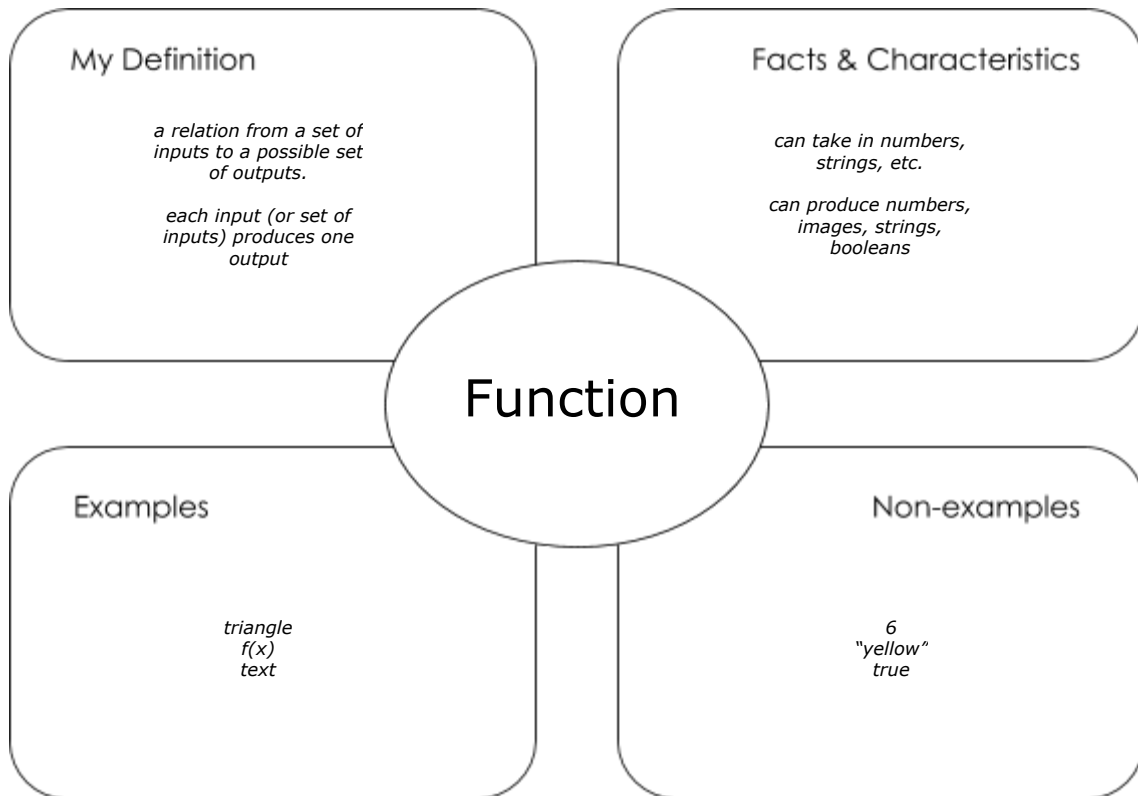 My Definition
a relation from a set of
inputs to a possible set
of outputs.
each input (or set of
inputs) produces one
output
Facts & Characteristics
can take in numbers,
strings, etc.
can produce numbers,
images, strings,
booleans
Function
Examples
triangle
f(x)
text
Non-examples
6
“yellow”
true